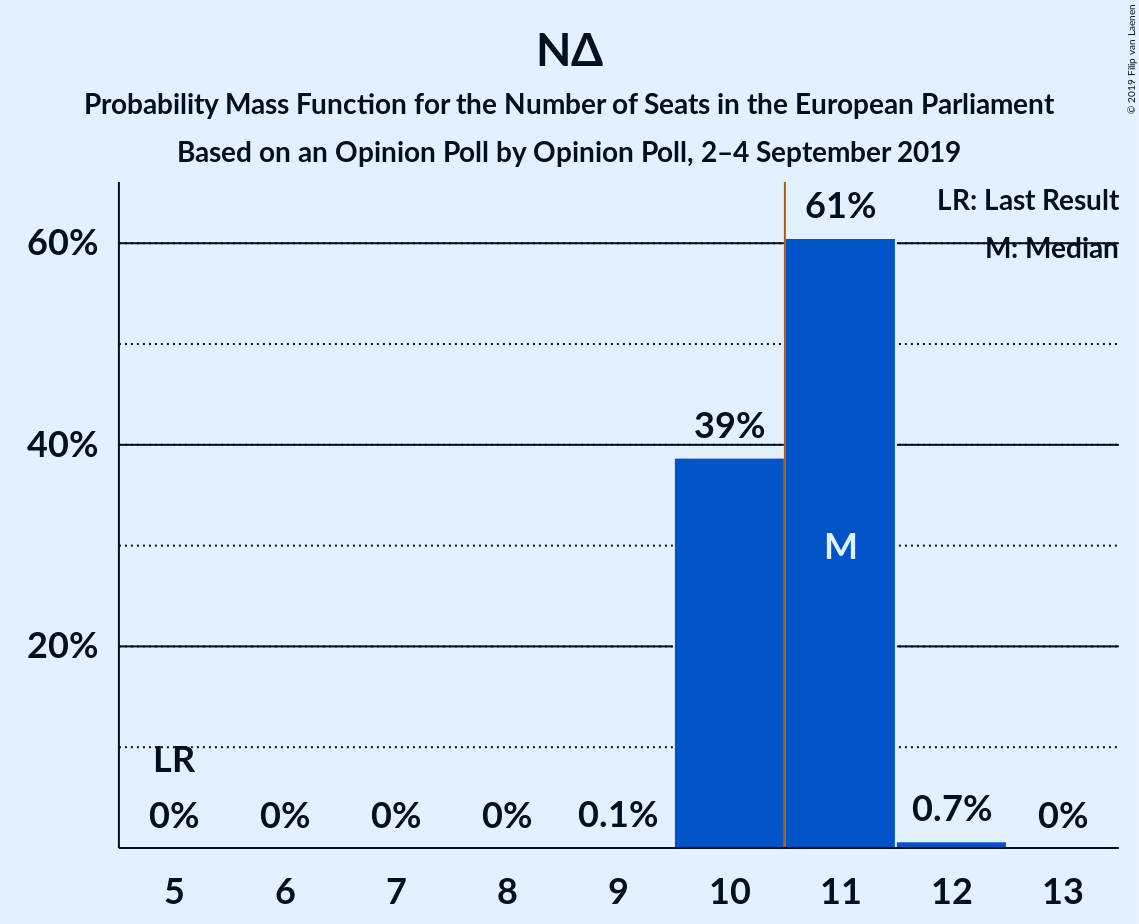 ΝΔ
Probability Mass Function for the Number of Seats in the European Parliament
Based on an Opinion Poll by Opinion Poll, 2–4 September 2019
© 2019 Filip van Laenen
LR: Last Result
M: Median
60%
40%
20%
61%
39%
M
LR
0% 0% 0% 0% 0.1% 0.7% 0%
5 6 7 8 9 10 11 12 13